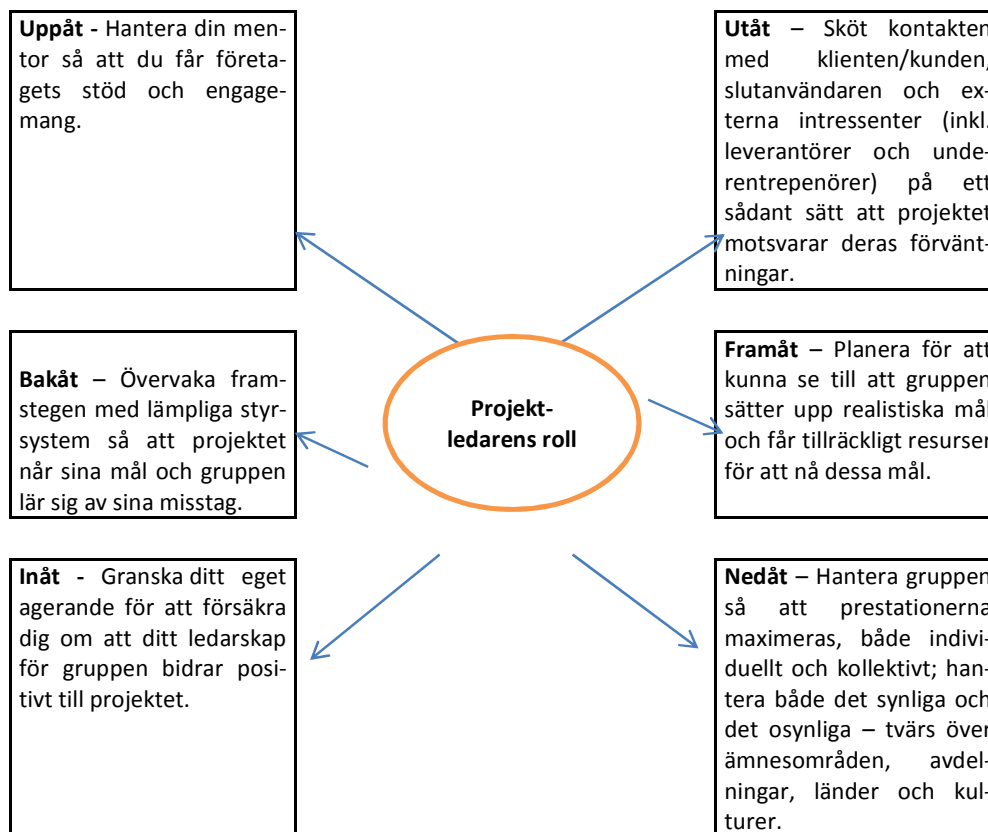 Uppåt - Hantera din men-
tor så att du får företa-
gets stöd och engage-
mang.
Utåt – Sköt kontakten
med klienten/kunden,
slutanvändaren och ex-
terna intressenter (inkl.
leverantörer och unde-
rentrepenörer) på ett
sådant sätt att projektet
motsvarar deras förvänt-
ningar.
Bakåt – Övervaka fram-
stegen med lämpliga styr-
system så att projektet
når sina mål och gruppen
lär sig av sina misstag.
Projekt-
ledarens roll
Framåt – Planera för att
kunna se till att gruppen
sätter upp realistiska mål
och får tillräckligt resurser
för att nå dessa mål.
Inåt - Granska ditt eget
agerande för att försäkra
dig om att ditt ledarskap
för gruppen bidrar posi-
tivt till projektet.
Nedåt – Hantera gruppen
så att prestationerna
maximeras, både indivi-
duellt och kollektivt; han-
tera både det synliga och
det osynliga – tvärs över
ämnesområden, avdel-
ningar, länder och kul-
turer.